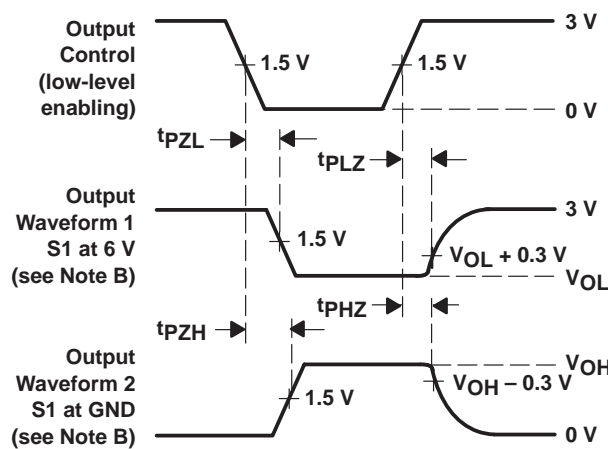 Output
Control
(low-level
enabling)
3 V
1.5 V
1.5 V
0 V
tPZL
tPLZ
Output
Waveform 1
S1 at 6 V
(see Note B)
3 V
1.5 V
VOL + 0.3 V
VOL
tPHZ
tPZH
Output
Waveform 2
S1 at GND
(see Note B)
VOH
VOH – 0.3 V
1.5 V
0 V